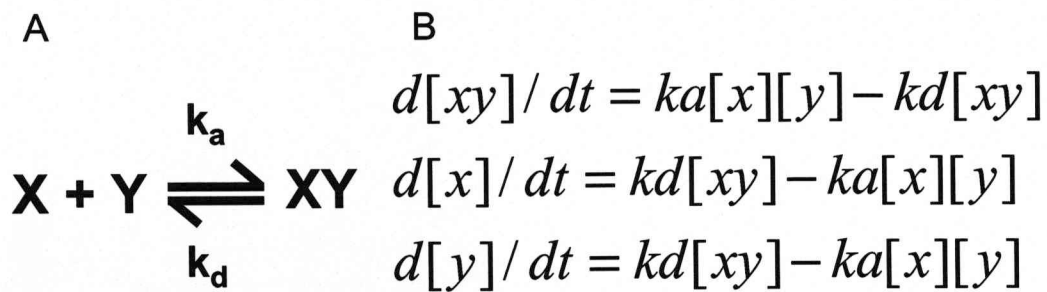 A
B
k_a
X + Y ⇌ XY
k_d
d[xy]/dt = ka[x][y]−kd[xy]
d[x]/dt = kd[xy]−ka[x][y]
d[y]/dt = kd[xy]−ka[x][y]